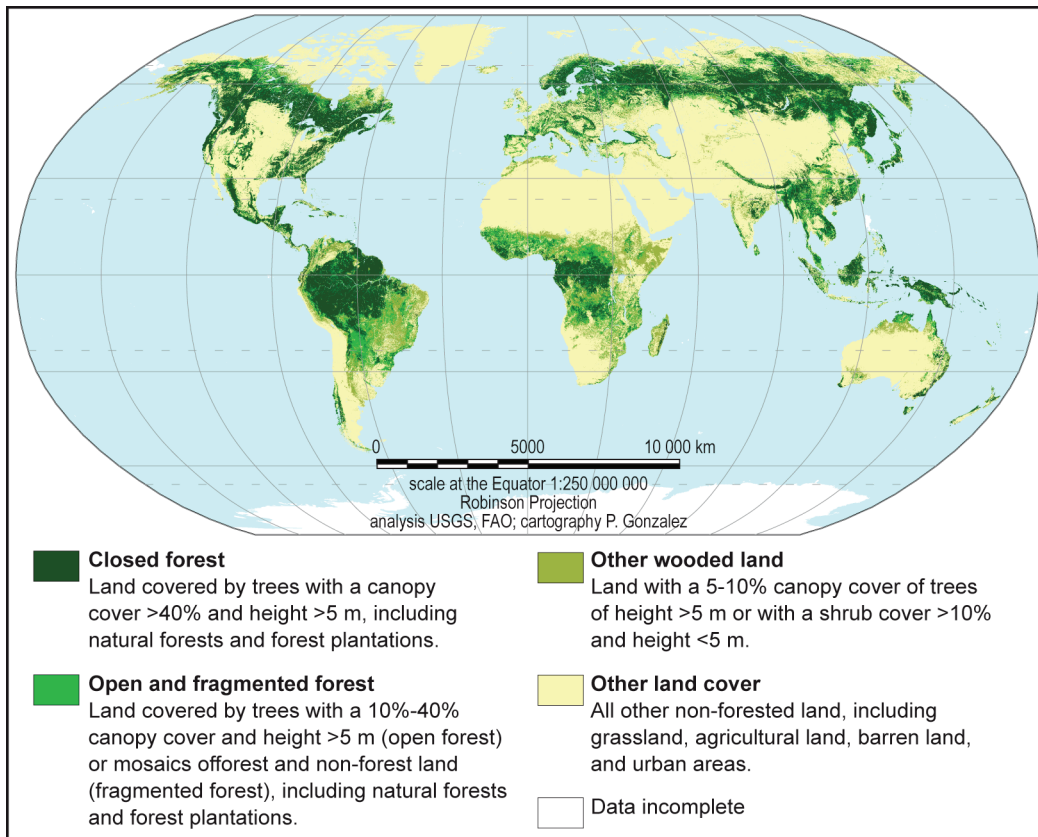 0 5000 10 000 km
scale at the Equator 1:250 000 000
Robinson Projection
analysis USGS, FAO; cartography P. Gonzalez
Closed forest
Land covered by trees with a canopy
cover >40% and height >5 m, including
natural forests and forest plantations.
Open and fragmented forest
Land covered by trees with a 10%-40%
canopy cover and height >5 m (open forest)
or mosaics offorest and non-forest land
(fragmented forest), including natural forests
and forest plantations.
Other wooded land
Land with a 5-10% canopy cover of trees
of height >5 m or with a shrub cover >10%
and height <5 m.
Other land cover
All other non-forested land, including
grassland, agricultural land, barren land,
and urban areas.
Data incomplete